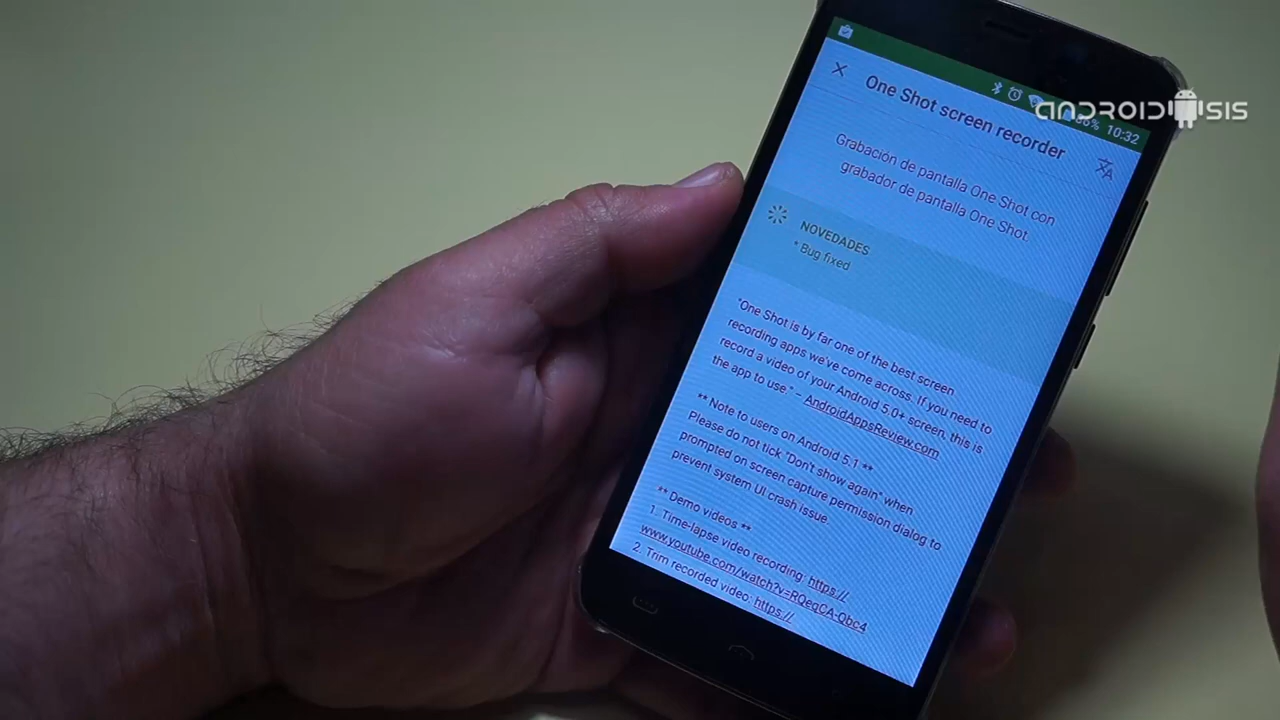 ANDROIDSIS
86% 10:32
One Shot screen recorder
Grabación de pantalla One Shot con
grabador de pantalla One Shot.
NOVEDADES
* Bug fixed
"One Shot is by far one of the best screen
recording apps we've come across. If you need to
record a video of your Android 5.0+ screen, this is
the app to use." – AndroidAppsReview.com
** Note to users on Android 5.1 **
Please do not tick "Don't show again" when
prompted on screen capture permission dialog to
prevent system UI crash issue.
** Demo videos **
1. Time-lapse video recording: https://
www.youtube.com/watch?v=RQeqCA-Qbc4
2. Trim recorded video: https://